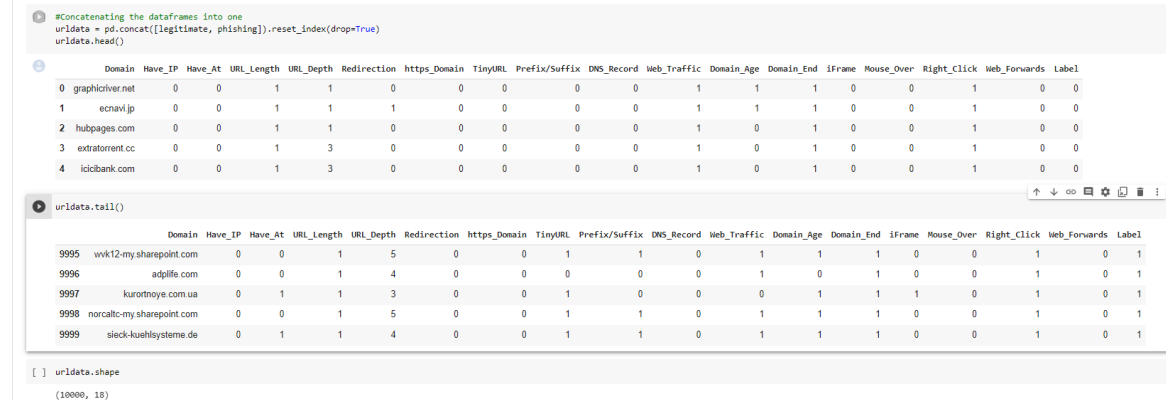 #Concatenating the dataframes into one
urldata = pd.concat([legitimate, phishing]).reset_index(drop=True)
urldata.head()
Domain Have_IP Have_At URL_Length URL_Depth Redirection https_Domain TinyURL Prefix/Suffix DNS_Record Web_Traffic Domain_Age Domain_End iFrame Mouse_Over Right_Click Web_Forwards Label
0 graphicriver.net 0 0 1 1 0 0 0 0 0 1 1 1 0 0 1 0 0
1 ecnavi.jp 0 0 1 1 1 0 0 0 0 1 1 1 0 0 1 0 0
2 hubpages.com 0 0 1 1 0 0 0 0 0 1 0 1 0 0 1 0 0
3 extratorrent.cc 0 0 1 3 0 0 0 0 0 1 0 1 0 0 1 0 0
4 icicibank.com 0 0 1 3 0 0 0 0 0 1 0 1 0 0 1 0 0
urldata.tail()
Domain Have_IP Have_At URL_Length URL_Depth Redirection https_Domain TinyURL Prefix/Suffix DNS_Record Web_Traffic Domain_Age Domain_End iFrame Mouse_Over Right_Click Web_Forwards Label
9995 wvk12-my.sharepoint.com 0 0 1 5 0 0 1 1 0 1 1 1 0 0 1 0 1
9996 adplife.com 0 0 1 4 0 0 0 0 0 1 0 1 0 0 1 0 1
9997 kurortnoye.com.ua 0 1 1 3 0 0 1 0 0 0 1 1 1 0 1 0 1
9998 norcaltc-my.sharepoint.com 0 0 1 5 0 0 1 1 0 1 1 1 0 0 1 0 1
9999 sieck-kuehlsysteme.de 0 1 1 4 0 0 1 1 0 1 1 1 0 0 1 0 1
[ ] urldata.shape
(10000, 18)